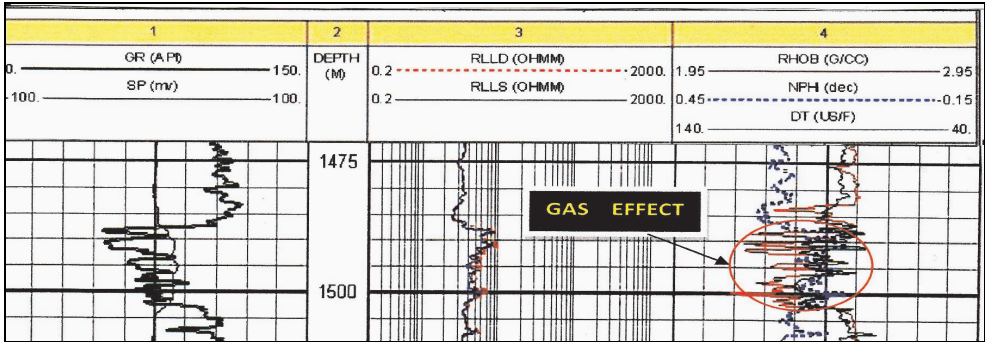 1 2 3 4
GR (API)
0. 150.
SP (mv)
-100. 100.
DEPTH
(M)
RLLD (OHMM)
0.2 2000.
RLLS (OHMM)
0.2 2000.
RHOB (G/CC)
1.95 2.95
NPHI (dec)
0.45 -0.15
DT (US/F)
140. 40.
1475
GAS EFFECT
1500